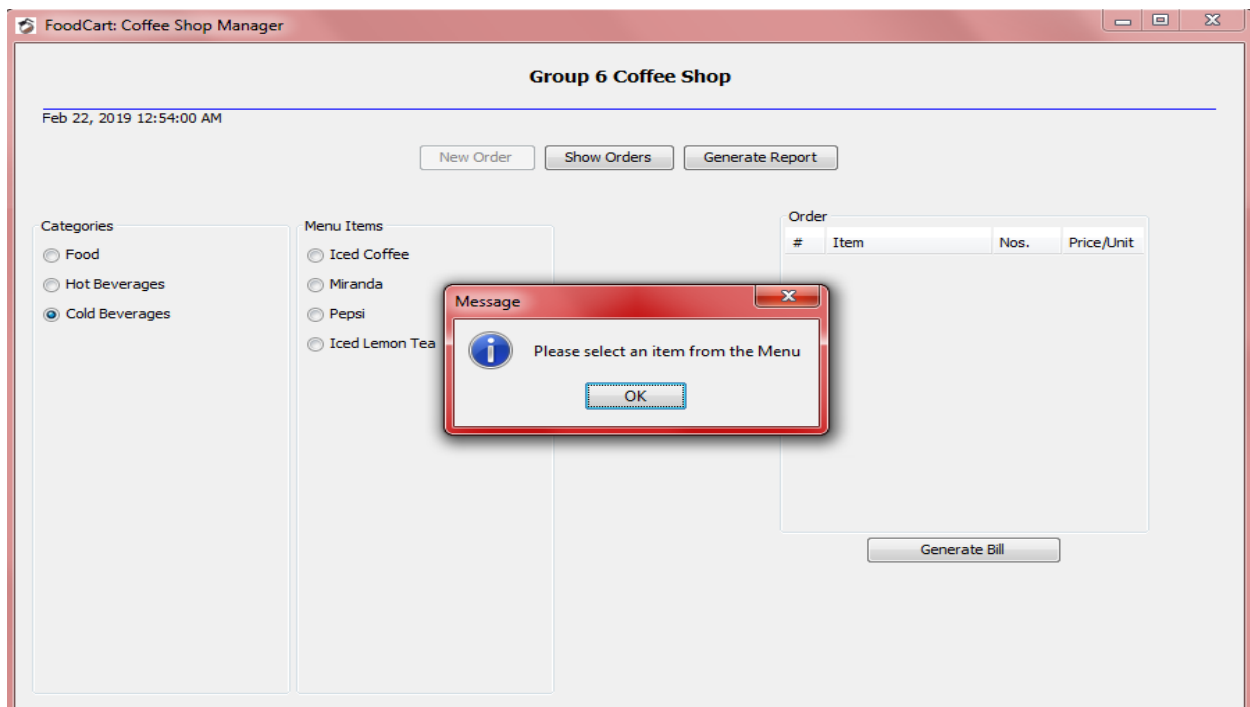 FoodCart: Coffee Shop Manager
Group 6 Coffee Shop
Feb 22, 2019 12:54:00 AM
New Order Show Orders Generate Report
Categories
Food
Hot Beverages
Cold Beverages
Menu Items
Iced Coffee
Miranda
Pepsi
Iced Lemon Tea
Message
Please select an item from the Menu
OK
Order
# Item Nos. Price/Unit
Generate Bill